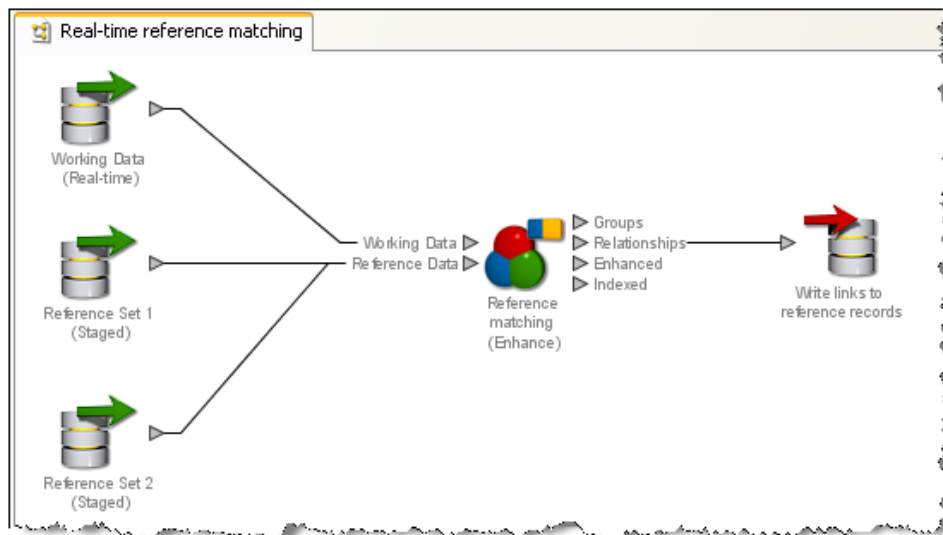 Real-time reference matching
Working Data
(Real-time)
Reference Set 1
(Staged)
Reference Set 2
(Staged)
Working Data
Reference Data
Reference
matching
(Enhance)
Groups
Relationships
Enhanced
Indexed
Write links to
reference records